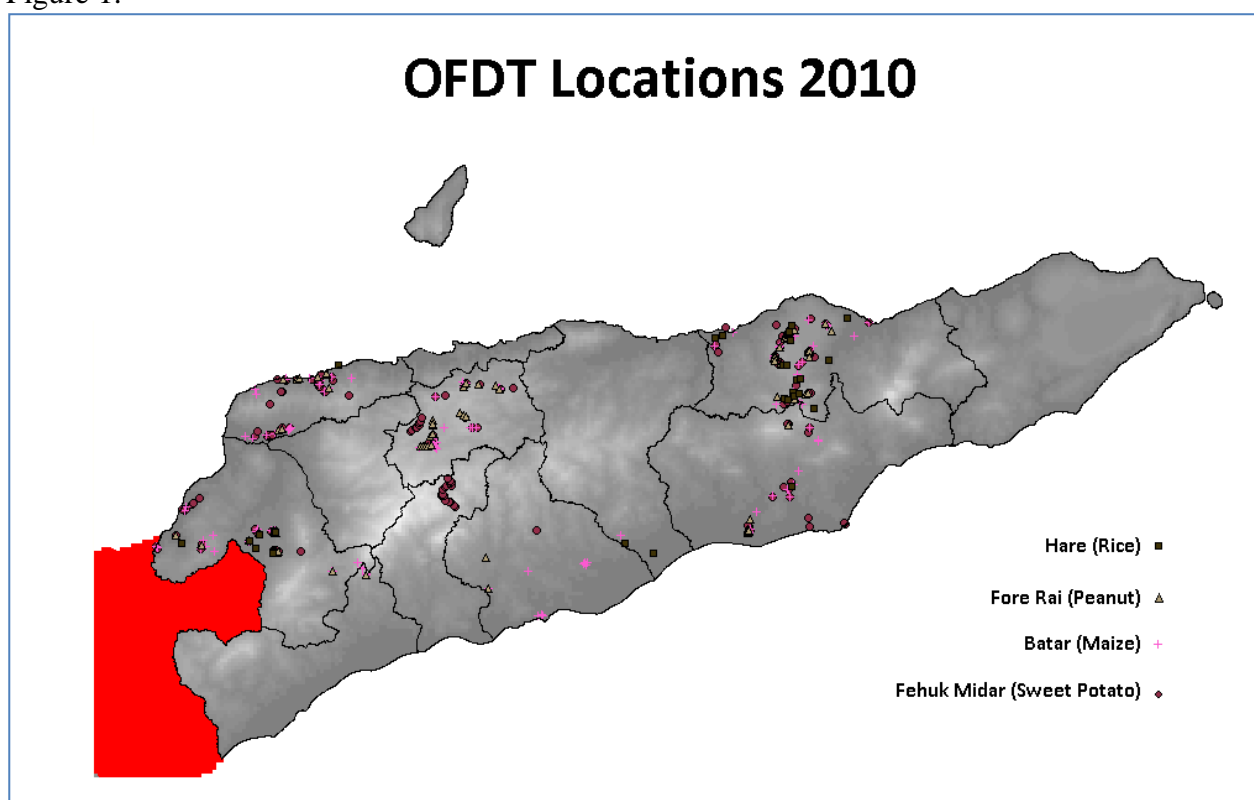 Figure 1.
OFDT Locations 2010
Hare (Rice)
Fore Rai (Peanut)
Batar (Maize)
Fehuk Midar (Sweet Potato)